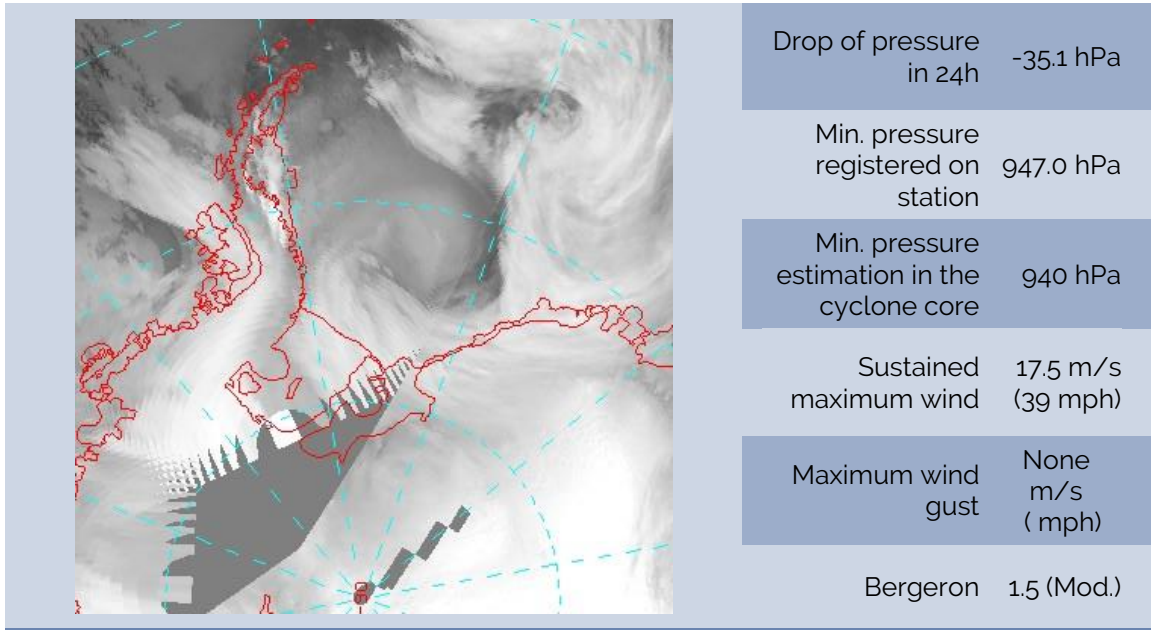 Drop of pressure
in 24h
-35.1 hPa
Min. pressure
registered on
station
947.0 hPa
Min. pressure
estimation in the
cyclone core
940 hPa
Sustained
maximum wind
17.5 m/s
(39 mph)
Maximum wind
gust
None
m/s
( mph)
Bergeron
1.5 (Mod.)